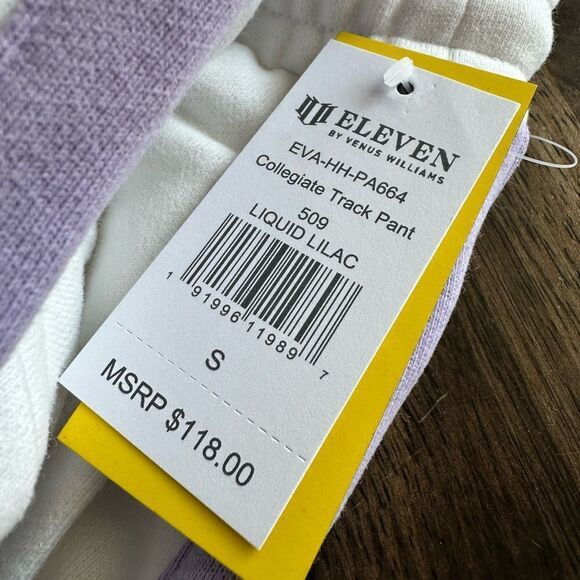 ELEVEN
BY VENUS WILLIAMS
EVA-HH-PA664
Collegiate Track Pant
509
LIQUID LILAC
1 91996 11989 7
S
MSRP $118.00